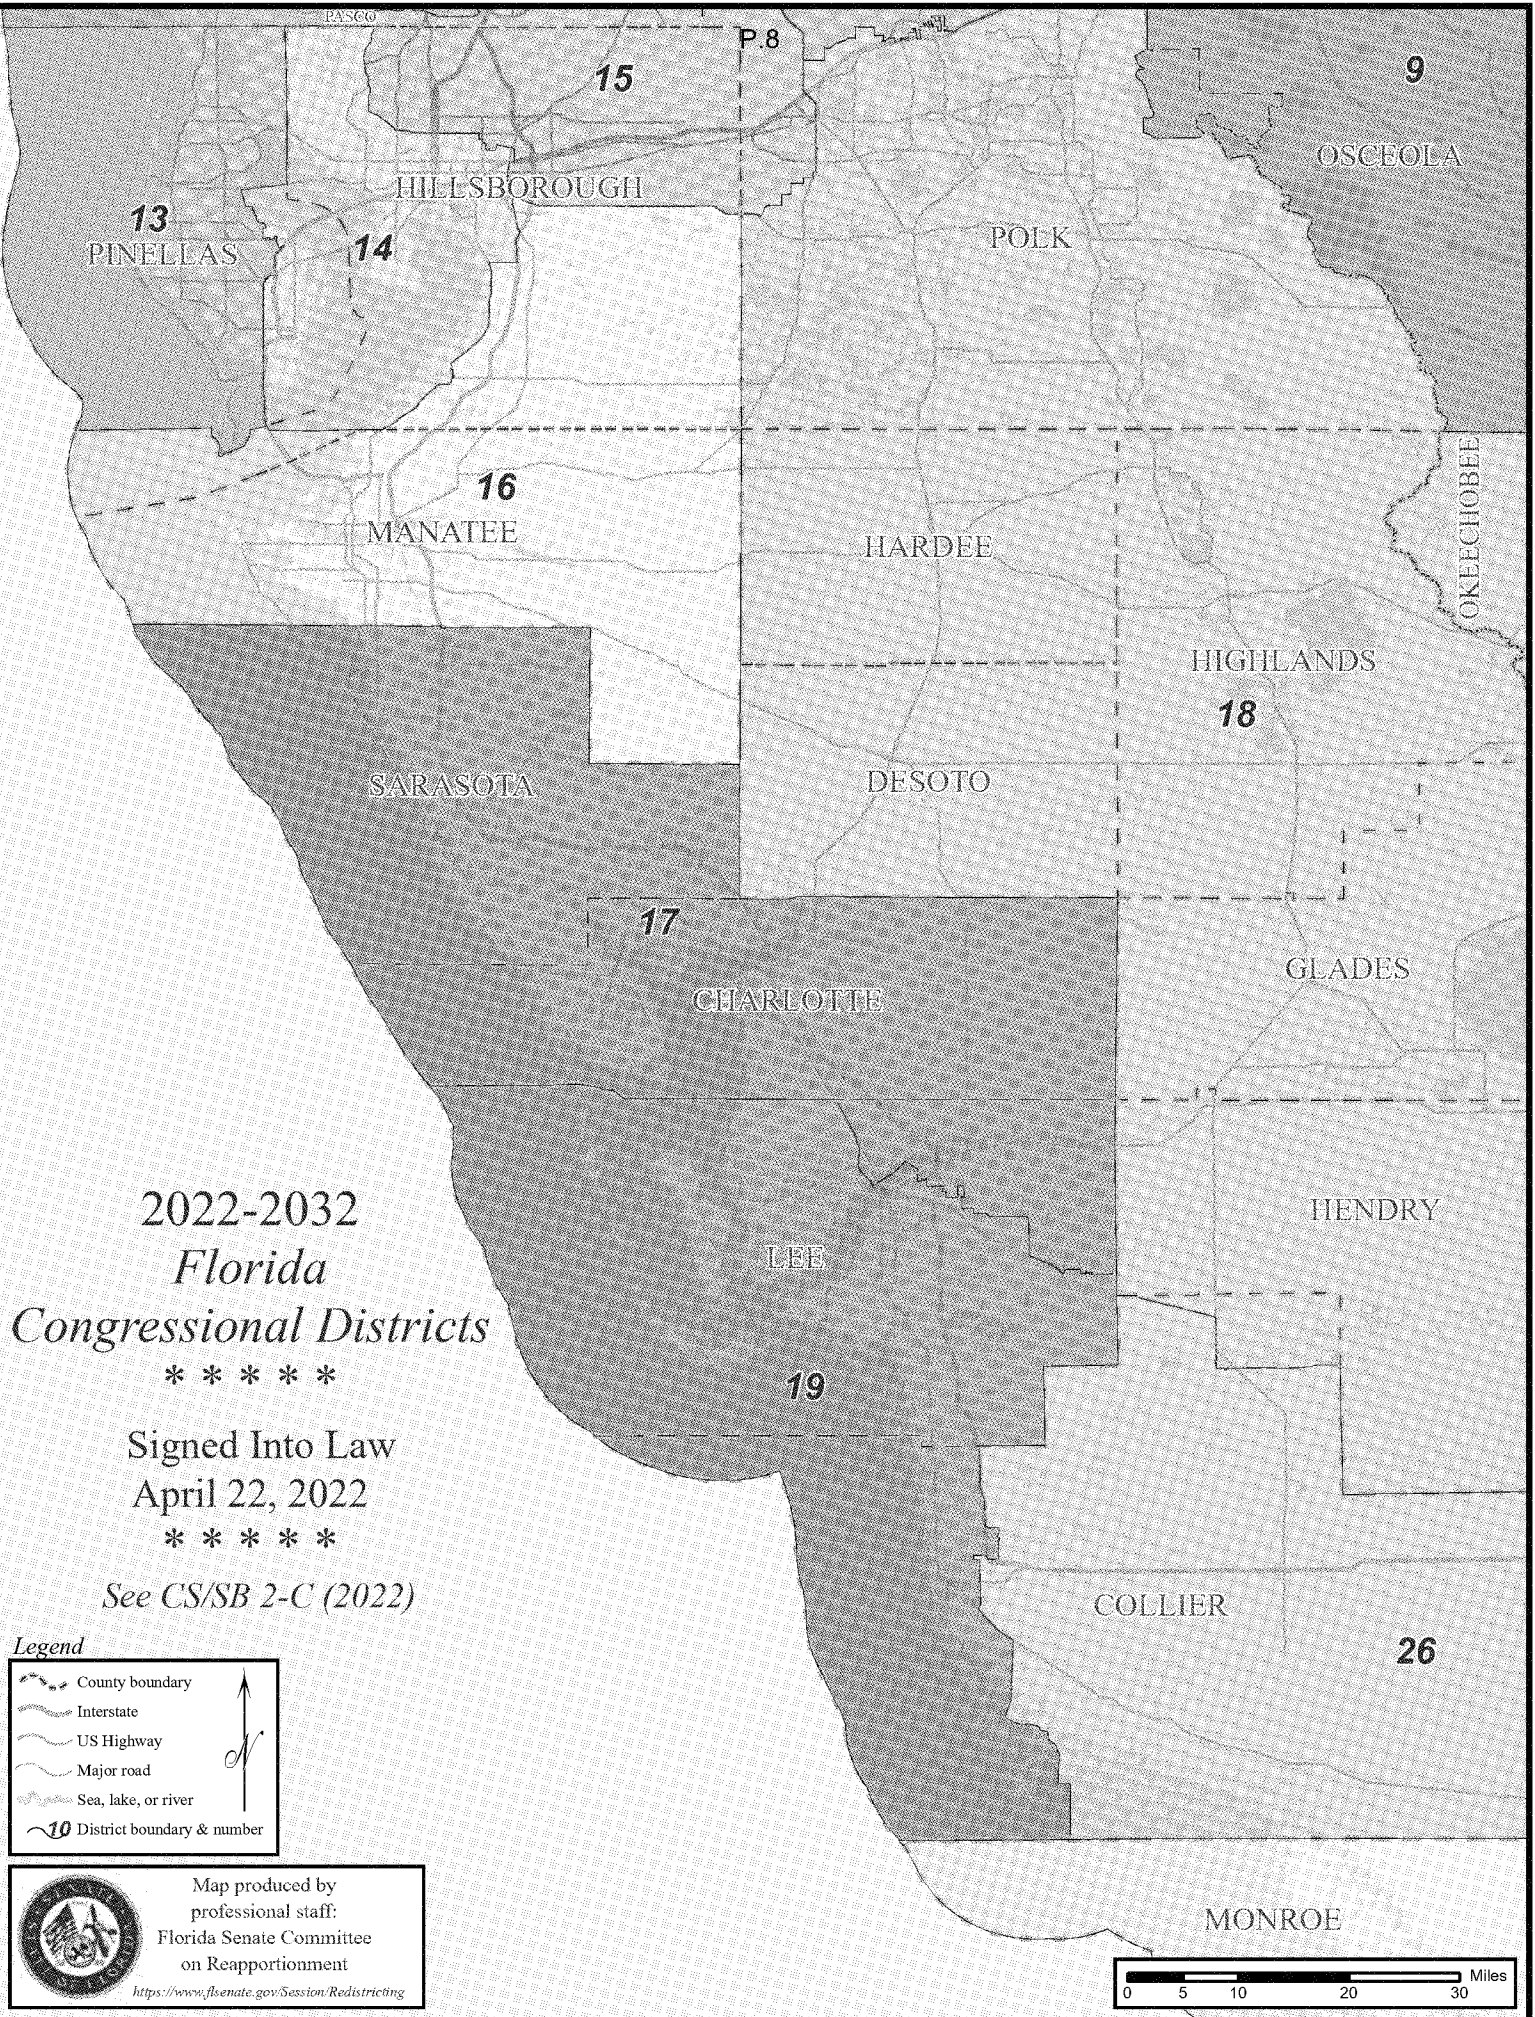 PASCO
P.8
15
9
OSCEOLA
HILLSBOROUGH
13
PINELLAS
14
POLK
16
MANATEE
HARDEE
OKEECHOBEE
HIGHLANDS
18
SARASOTA
DESOTO
17
CHARLOTTE
GLADES
2022-2032
Florida
Congressional Districts
* * * * *
Signed Into Law
April 22, 2022
* * * * *
See CS/SB 2-C (2022)
HENDRY
LEE
19
COLLIER
26
MONROE
Legend
County boundary
Interstate
US Highway
Major road
Sea, lake, or river
10 District boundary & number
N
Map produced by
professional staff:
Florida Senate Committee
on Reapportionment
https://www.flsenate.gov/Session/Redistricting
Miles
0 5 10 20 30